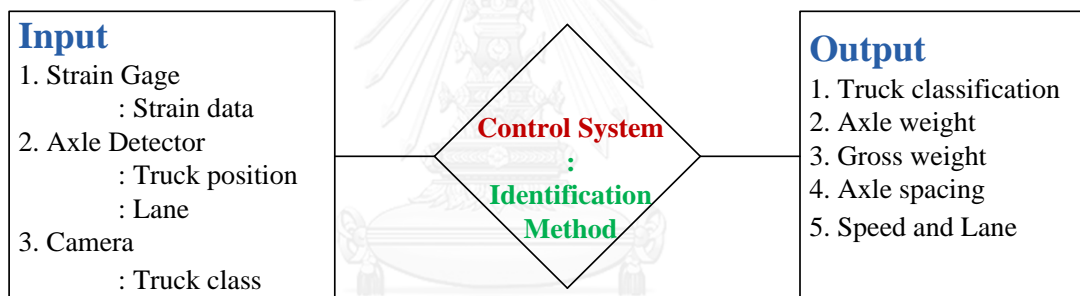 Input
1. Strain Gage
: Strain data
2. Axle Detector
: Truck position
: Lane
3. Camera
: Truck class
Control System
:
Identification
Method
Output
1. Truck classification
2. Axle weight
3. Gross weight
4. Axle spacing
5. Speed and Lane